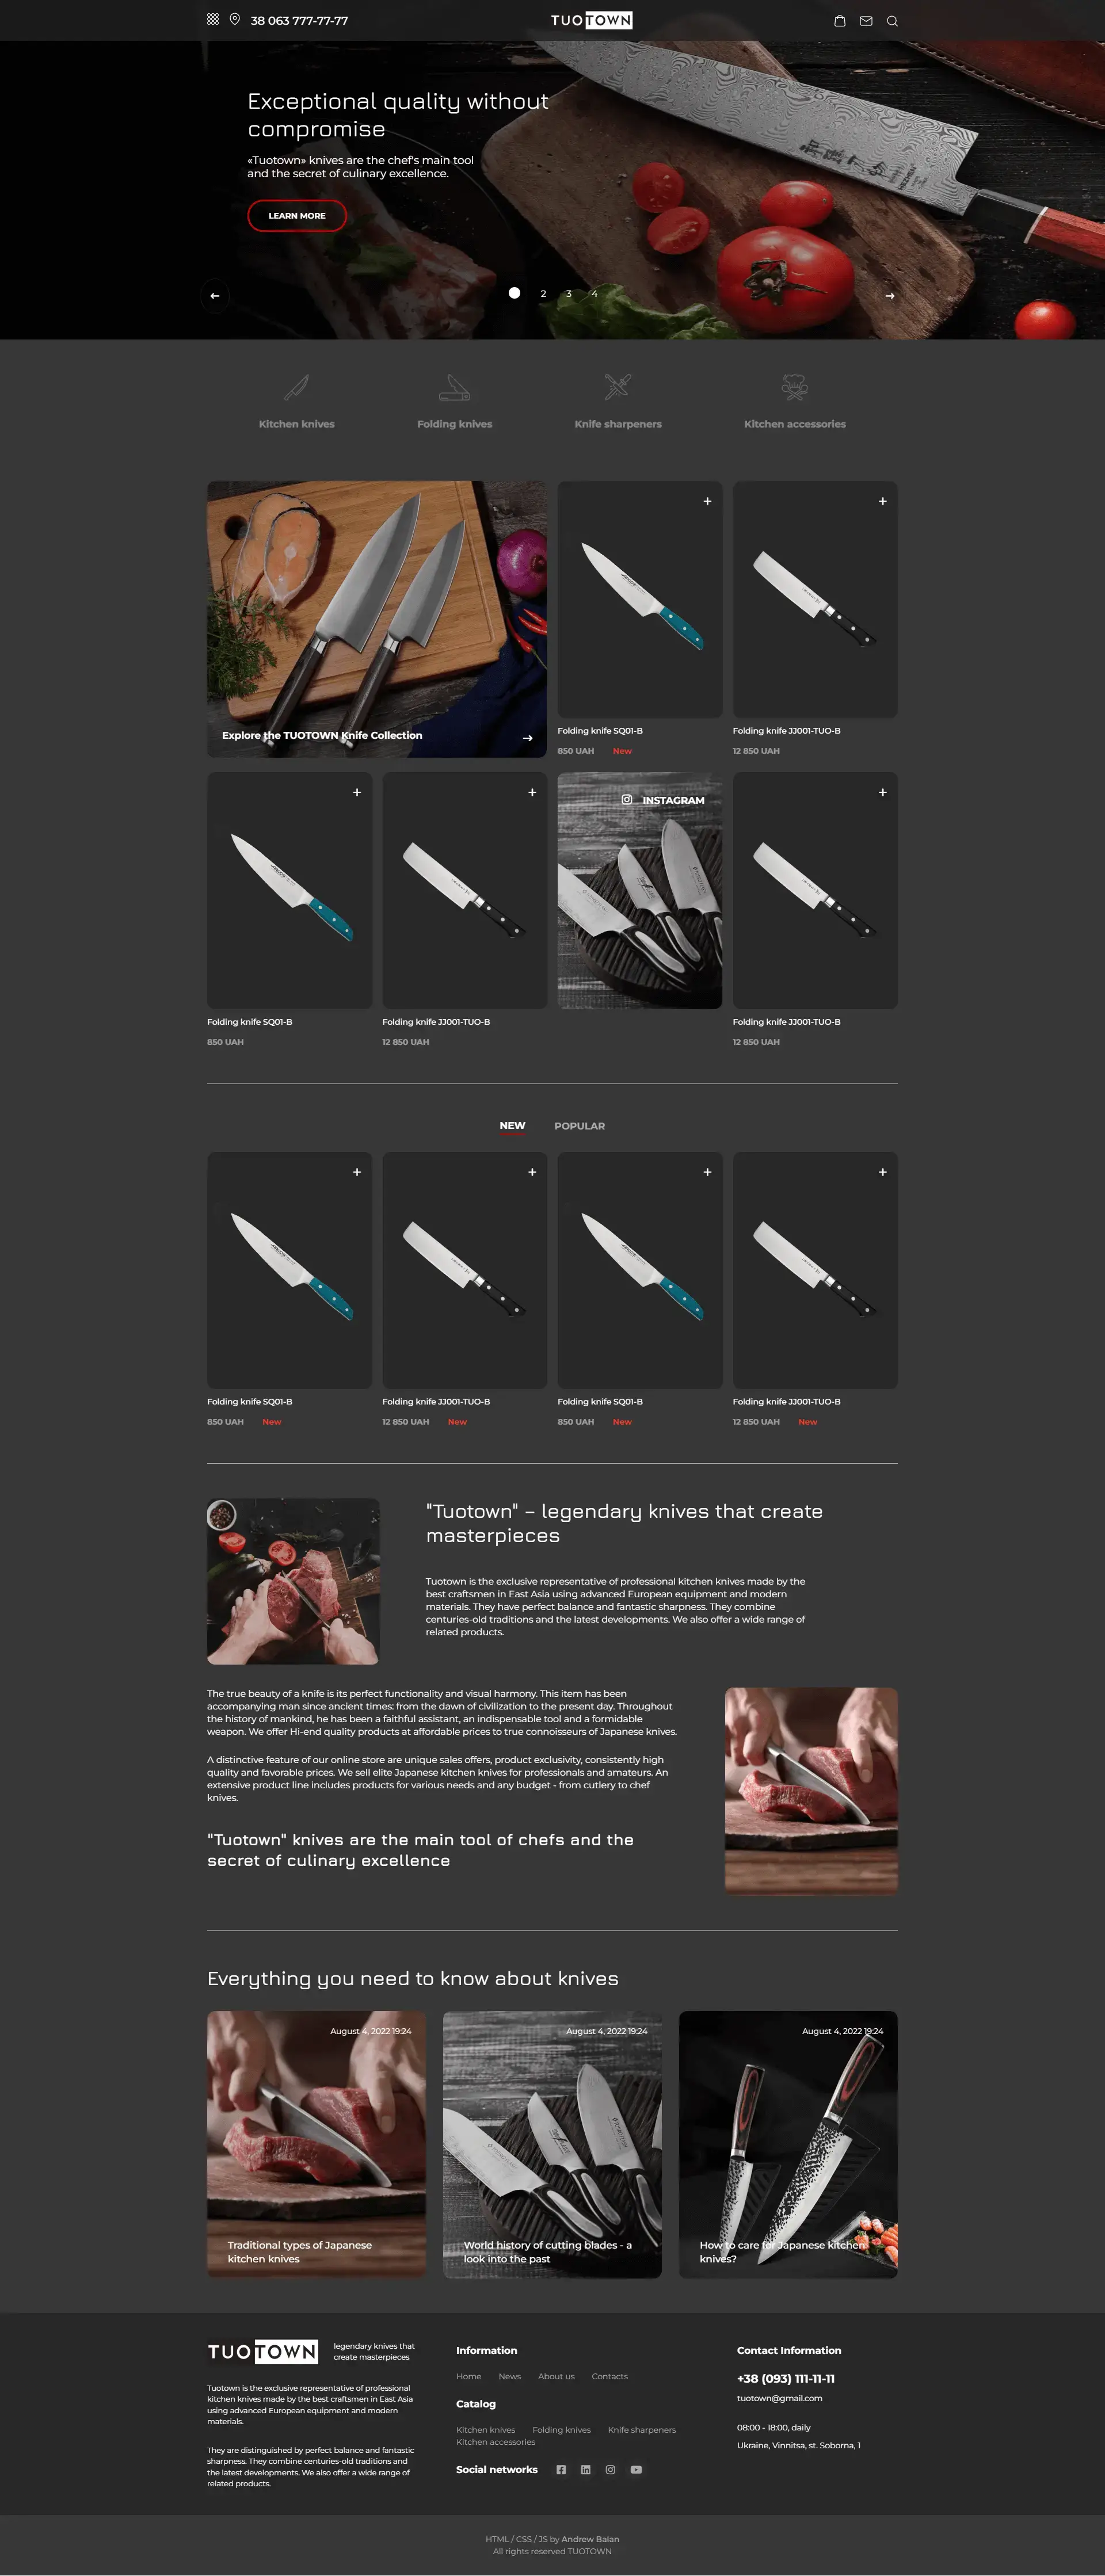 38 063 777-77-77
TUOTOWN
Exceptional quality without
compromise
«Tuotown» knives are the chef's main tool
and the secret of culinary excellence.
LEARN MORE
2 3 4
Kitchen knives
Folding knives
Knife sharpeners
Kitchen accessories
Explore the TUOTOWN Knife Collection
Folding knife SQ01-B
850 UAH New
Folding knife JJ001-TUO-B
12 850 UAH
INSTAGRAM
Folding knife SQ01-B
850 UAH
Folding knife JJ001-TUO-B
12 850 UAH
Folding knife JJ001-TUO-B
12 850 UAH
NEW
POPULAR
Folding knife SQ01-B
850 UAH New
Folding knife JJ001-TUO-B
12 850 UAH New
Folding knife SQ01-B
850 UAH New
Folding knife JJ001-TUO-B
12 850 UAH New
"Tuotown" – legendary knives that create
masterpieces
Tuotown is the exclusive representative of professional kitchen knives made by the
best craftsmen in East Asia using advanced European equipment and modern
materials. They have perfect balance and fantastic sharpness. They combine
centuries-old traditions and the latest developments. We also offer a wide range of
related products.
The true beauty of a knife is its perfect functionality and visual harmony. This item has been
accompanying man since ancient times: from the dawn of civilization to the present day. Throughout
the history of mankind, he has been a faithful assistant, an indispensable tool and a formidable
weapon. We offer Hi-end quality products at affordable prices to true connoisseurs of Japanese knives.
A distinctive feature of our online store are unique sales offers, product exclusivity, consistently high
quality and favorable prices. We sell elite Japanese kitchen knives for professionals and amateurs. An
extensive product line includes products for various needs and any budget - from cutlery to chef
knives.
"Tuotown" knives are the main tool of chefs and the
secret of culinary excellence
Everything you need to know about knives
August 4, 2022 19:24
Traditional types of Japanese
kitchen knives
August 4, 2022 19:24
World history of cutting blades - a
look into the past
August 4, 2022 19:24
How to care for Japanese kitchen
knives?
TUOTOWN
legendary knives that
create masterpieces
Tuotown is the exclusive representative of professional
kitchen knives made by the best craftsmen in East Asia
using advanced European equipment and modern
materials.
They are distinguished by perfect balance and fantastic
sharpness. They combine centuries-old traditions and
the latest developments. We also offer a wide range of
related products.
Information
Home News About us Contacts
Catalog
Kitchen knives Folding knives Knife sharpeners
Kitchen accessories
Social networks
Contact Information
+38 (093) 111-11-11
tuotown@gmail.com
08:00 - 18:00, daily
Ukraine, Vinnitsa, st. Soborna, 1
HTML / CSS / JS by Andrew Balan
All rights reserved TUOTOWN